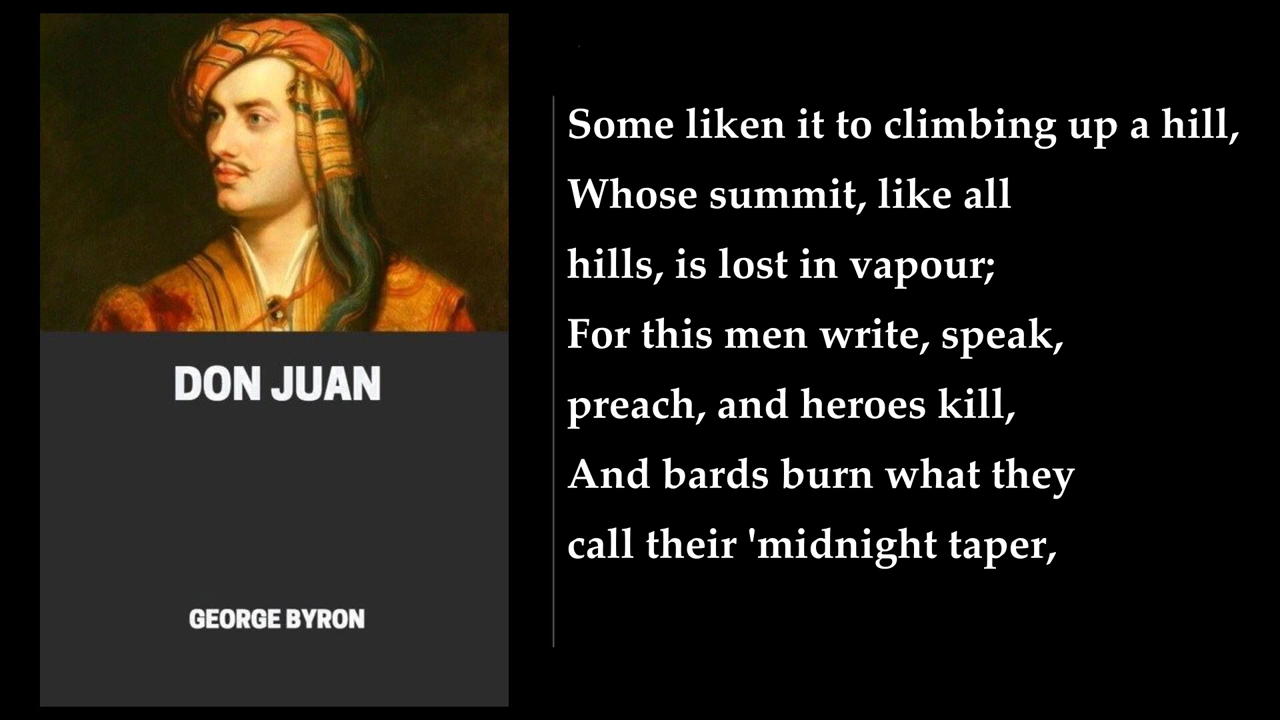 DON JUAN
GEORGE BYRON
Some liken it to climbing up a hill,
Whose summit, like all
hills, is lost in vapour;
For this men write, speak,
preach, and heroes kill,
And bards burn what they
call their 'midnight taper,